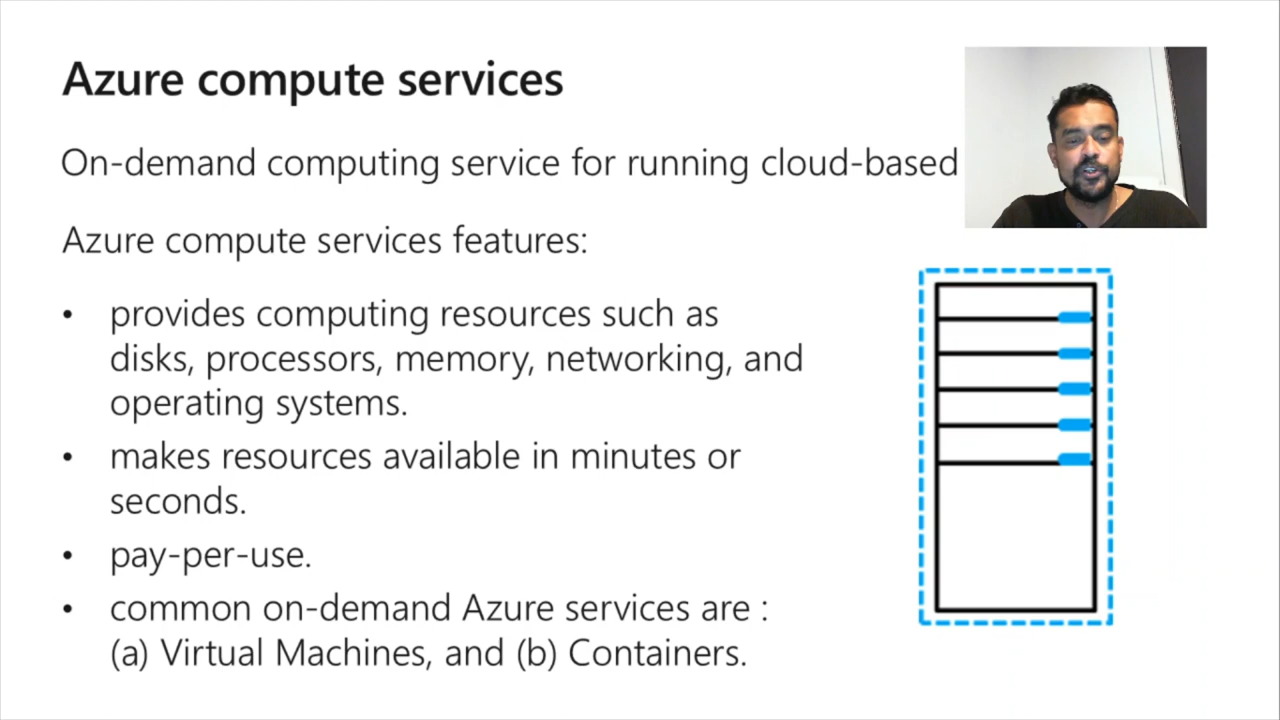 Azure compute services
On-demand computing service for running cloud-based
Azure compute services features:
• provides computing resources such as
disks, processors, memory, networking, and
operating systems.
• makes resources available in minutes or
seconds.
• pay-per-use.
• common on-demand Azure services are :
(a) Virtual Machines, and (b) Containers.